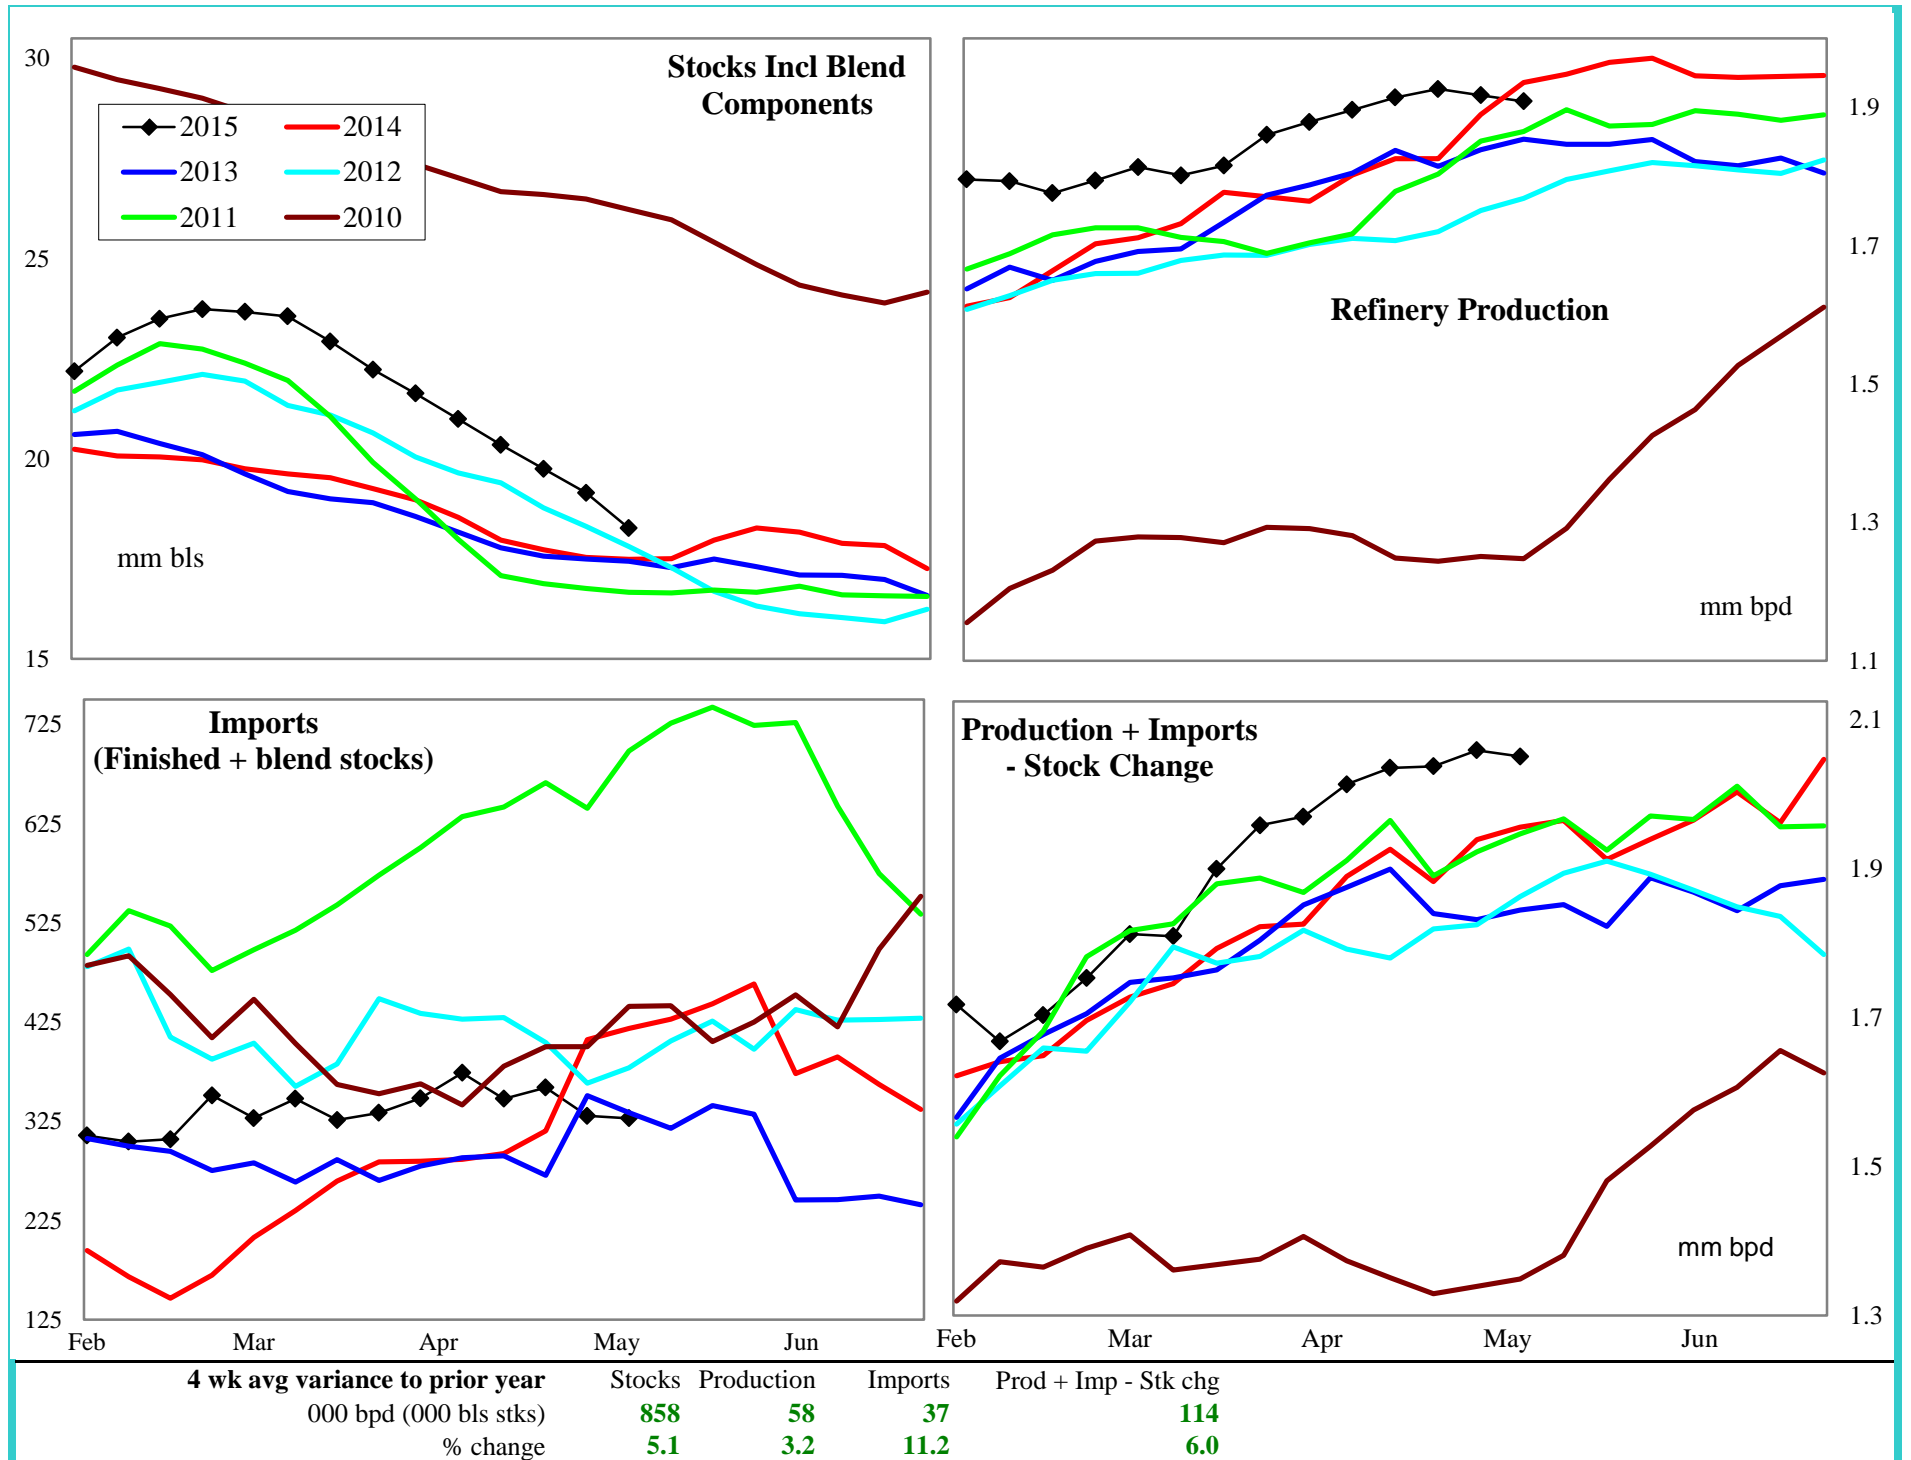 Stocks Incl Blend
Components
30
25
20
15
2015 2014
2013 2012
2011 2010
mm bls
Refinery Production
mm bpd
1.9
1.7
1.5
1.3
1.1
Imports
(Finished + blend stocks)
725
625
525
425
325
225
125
Feb Mar Apr May Jun
Production + Imports
- Stock Change
mm bpd
2.1
1.9
1.7
1.5
1.3
Feb Mar Apr May Jun
4 wk avg variance to prior year Stocks Production Imports Prod + Imp - Stk chg
000 bpd (000 bls stks) 858 58 37 114
% change 5.1 3.2 11.2 6.0